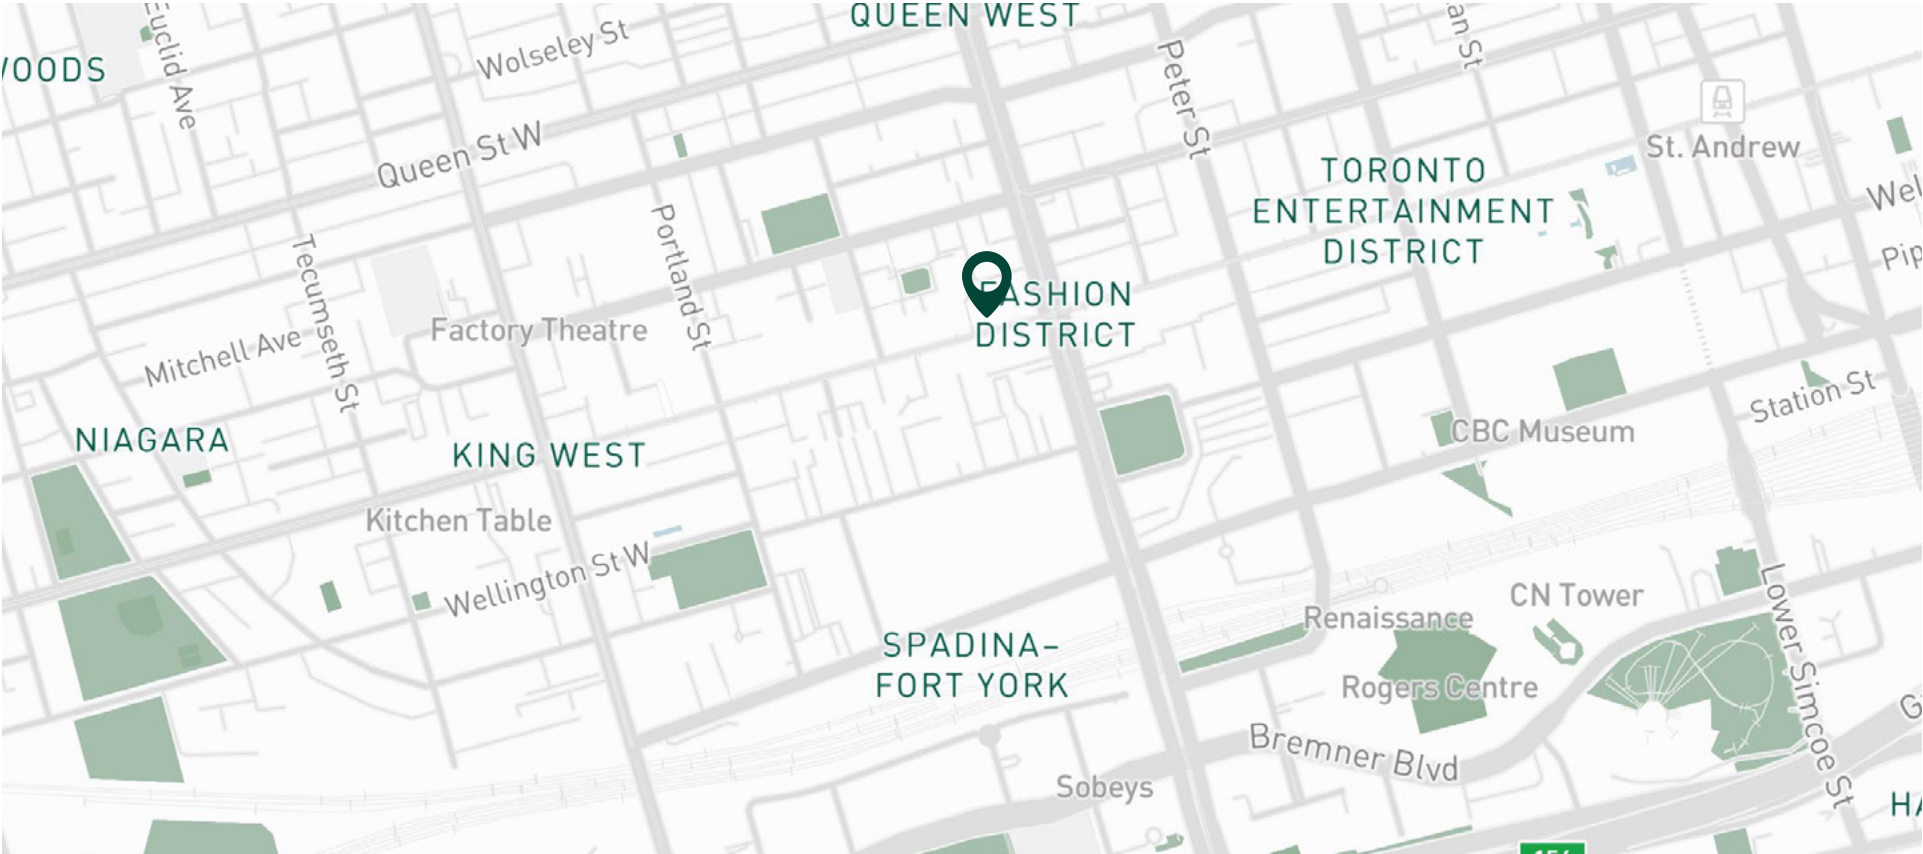 QUEEN WEST
Euclid Ave
Wolseley St
Peter St
Queen St W
St. Andrew
TORONTO
ENTERTAINMENT
DISTRICT
Portland St
Tecumseth St
FASHION
DISTRICT
Factory Theatre
Mitchell Ave
Station St
CBC Museum
NIAGARA
KING WEST
Kitchen Table
Wellington St W
CN Tower
Renaissance
Lower Simcoe St
SPADINA–
FORT YORK
Rogers Centre
Bremner Blvd
Sobeys